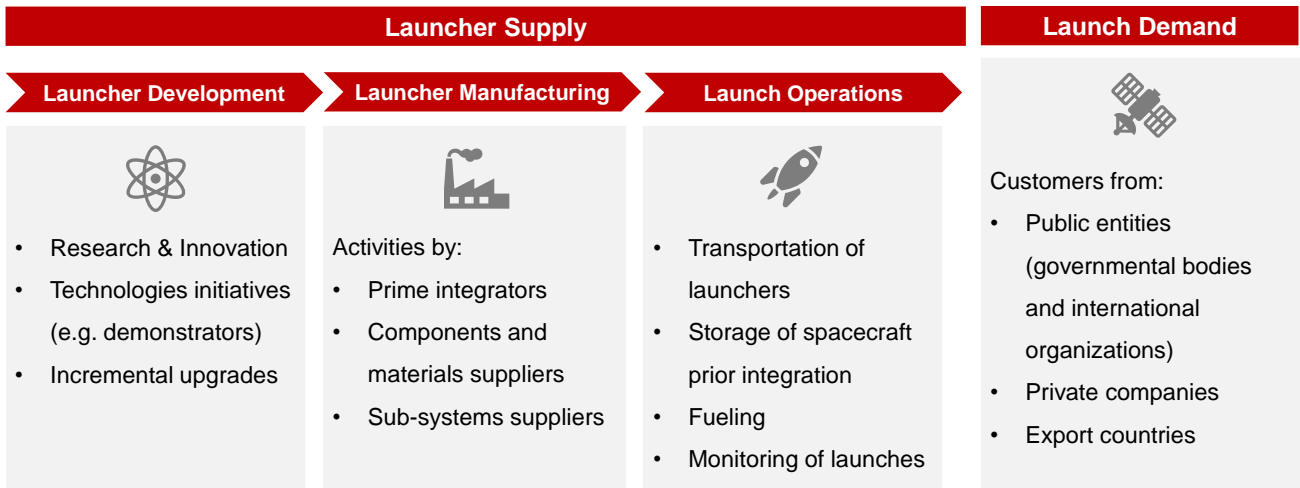 Launcher Supply
Launcher Development
• Research & Innovation
• Technologies initiatives
(e.g. demonstrators)
• Incremental upgrades
Launcher Manufacturing
Activities by:
• Prime integrators
• Components and
materials suppliers
• Sub-systems suppliers
Launch Operations
• Transportation of
launchers
• Storage of spacecraft
prior integration
• Fueling
• Monitoring of launches
Launch Demand
Customers from:
• Public entities
(governmental bodies
and international
organizations)
• Private companies
• Export countries